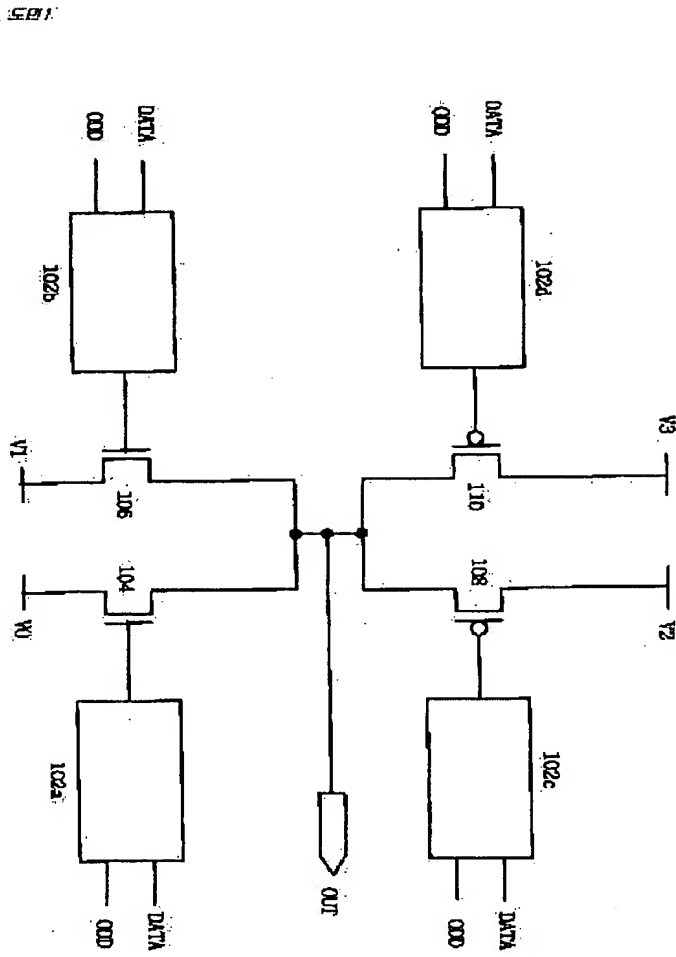 도면1
DATA
ODD
102b
DATA
ODD
102d
V1
106
V3
110
104
V0
108
V2
102a
ODD
DATA
102c
ODD
DATA
OUT